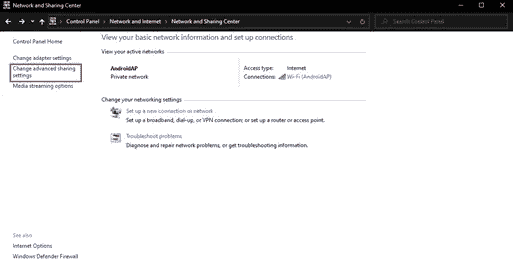 Network and Sharing Center
Control Panel > Network and Internet > Network and Sharing Center
Search Control Panel
Control Panel Home
Change adapter settings
Change advanced sharing
settings
Media streaming options
View your basic network information and set up connections
View your active networks
AndroidAP
Private network
Access type: Internet
Connections: Wi-Fi (AndroidAP)
Change your networking settings
Set up a new connection or network
Set up a broadband, dial-up, or VPN connection; or set up a router or access point.
Troubleshoot problems
Diagnose and repair network problems, or get troubleshooting information.
See also
Internet Options
Windows Defender Firewall